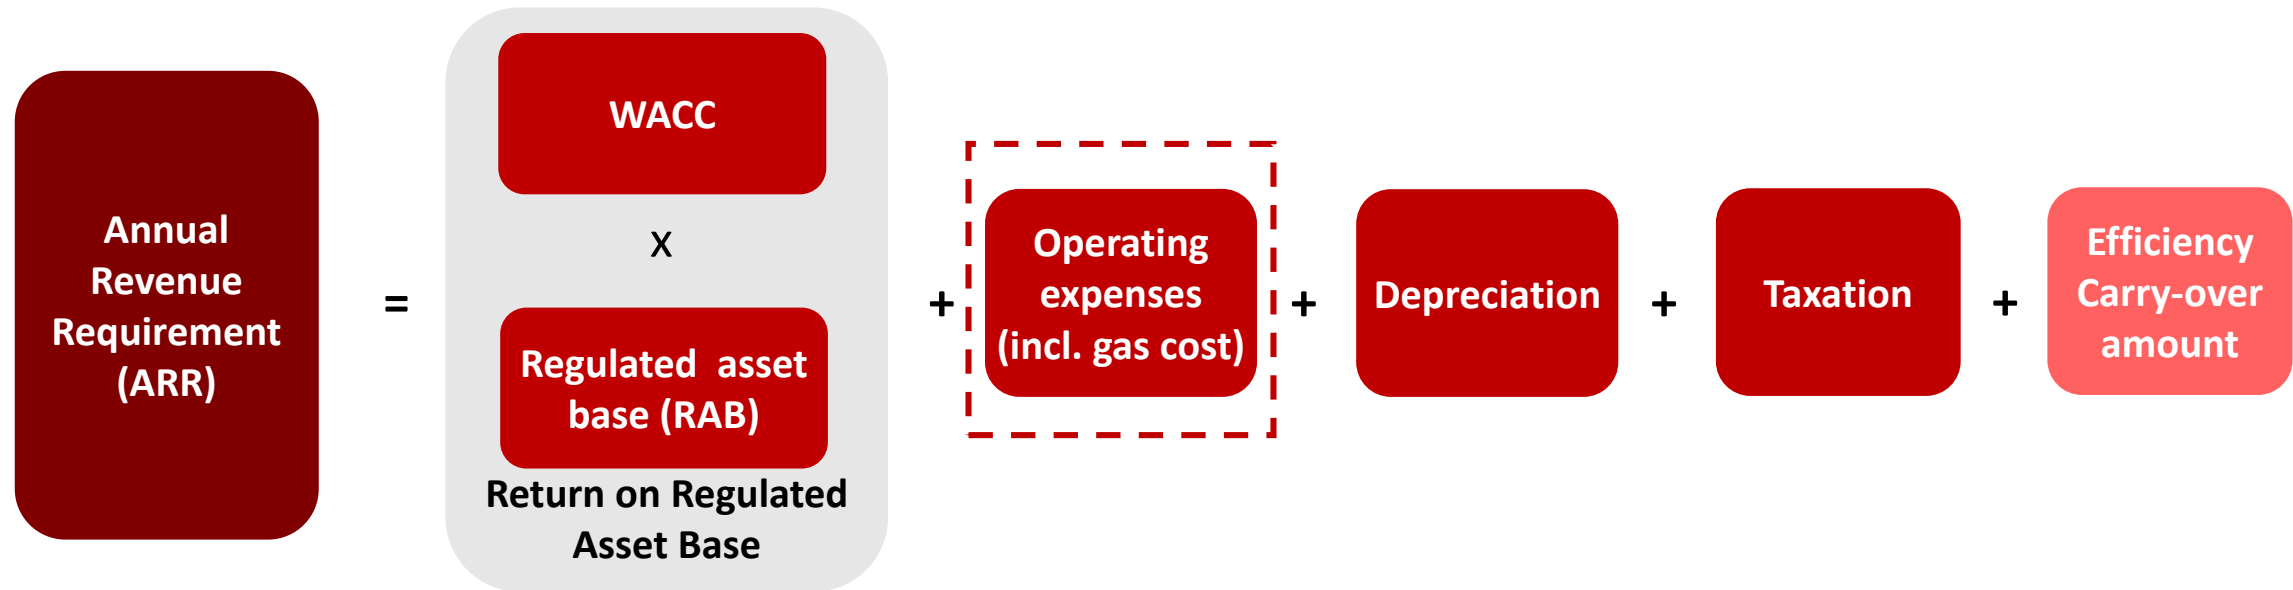 Annual
Revenue
Requirement
(ARR)
=
WACC
x
Regulated asset
base (RAB)
Return on Regulated
Asset Base
+
Operating
expenses
(incl. gas cost)
+
Depreciation
+
Taxation
+
Efficiency
Carry-over
amount